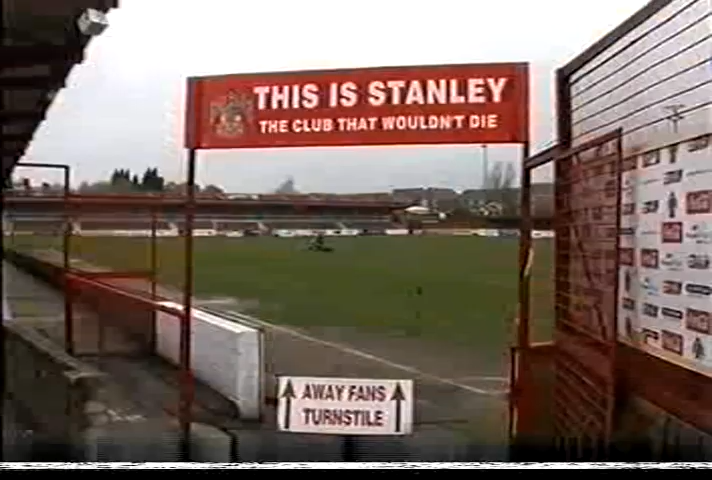 THIS IS STANLEY
THE CLUB THAT WOULDN'T DIE
AWAY FANS
TURNSTILE